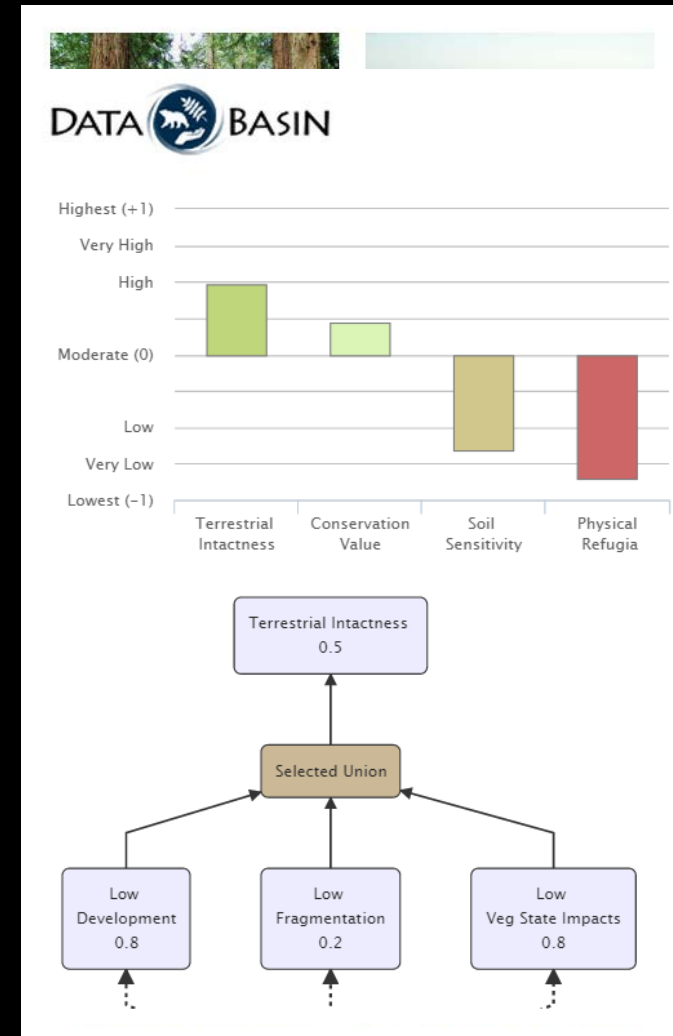 DATA BASIN
Highest (+1)
Very High
High
Moderate (0)
Low
Very Low
Lowest (−1)
Terrestrial
Intactness
Conservation
Value
Soil
Sensitivity
Physical
Refugia
Terrestrial Intactness
0.5
Selected Union
Low
Development
0.8
Low
Fragmentation
0.2
Low
Veg State Impacts
0.8